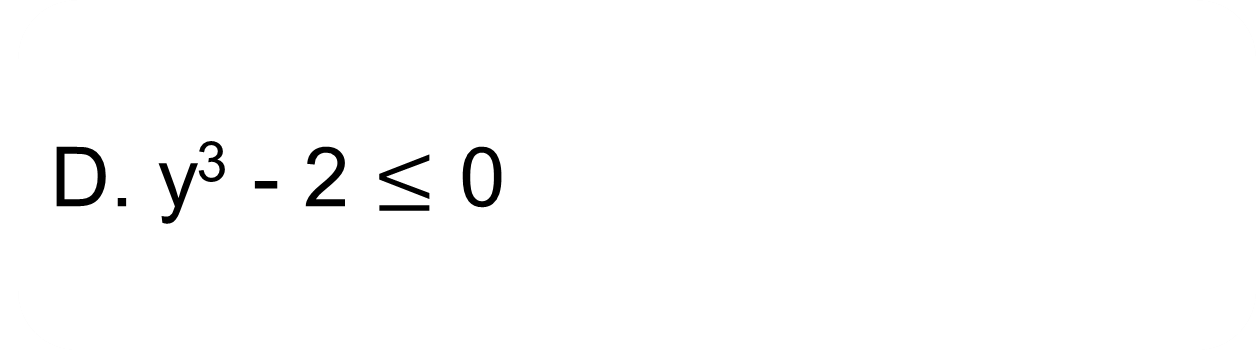 D. y³ - 2 ≤ 0